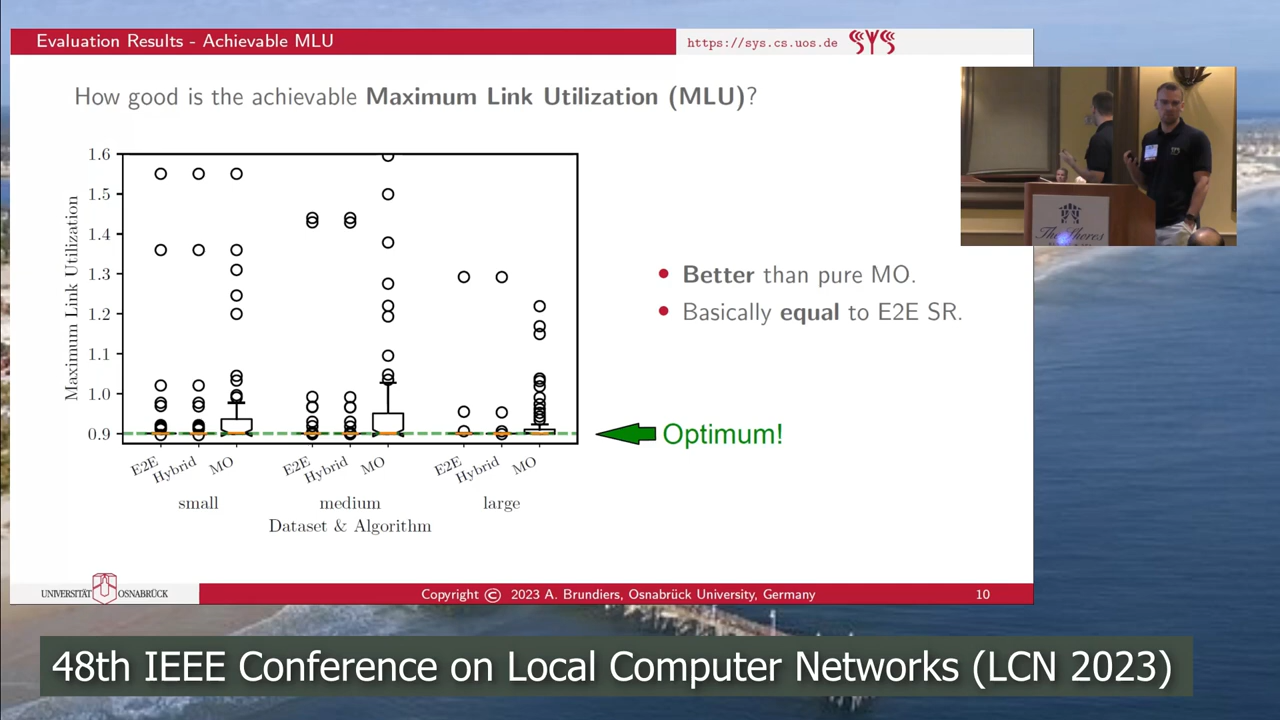 Evaluation Results - Achievable MLU
https://sys.cs.uos.de
SYS
How good is the achievable Maximum Link Utilization (MLU)?
1.6
1.5
1.4
1.3
1.2
1.1
1.0
0.9
Maximum Link Utilization
E2E
Hybrid
MO
E2E
Hybrid
MO
E2E
Hybrid
MO
small
medium
large
Dataset & Algorithm
• Better than pure MO.
• Basically equal to E2E SR.
Optimum!
UNIVERSITÄT OSNABRÜCK
Copyright © 2023 A. Brundiers, Osnabrück University, Germany
10
48th IEEE Conference on Local Computer Networks (LCN 2023)